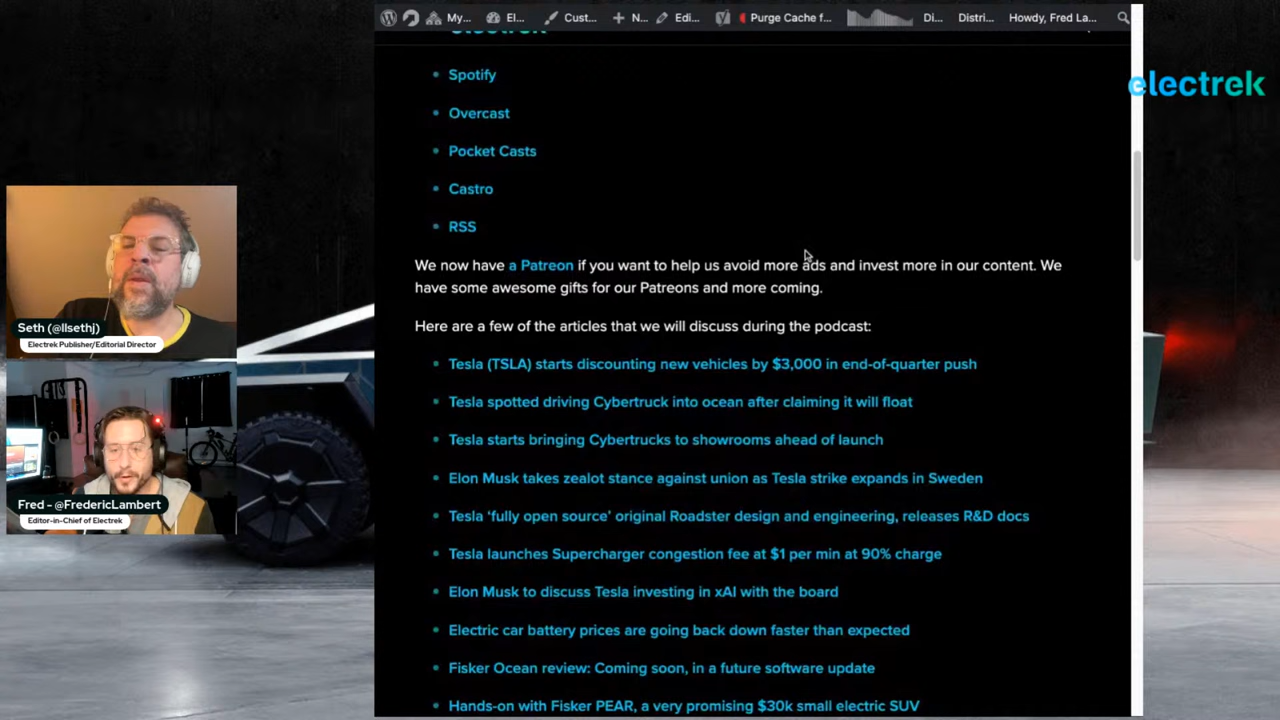 My...
El...
Cust...
N...
Edi...
Purge Cache f...
Di...
Distri...
Howdy, Fred La...
electrek
electrek
Spotify
Overcast
Pocket Casts
Castro
RSS
We now have a Patreon if you want to help us avoid more ads and invest more in our content. We
have some awesome gifts for our Patreons and more coming.
Here are a few of the articles that we will discuss during the podcast:
Tesla (TSLA) starts discounting new vehicles by $3,000 in end-of-quarter push
Tesla spotted driving Cybertruck into ocean after claiming it will float
Tesla starts bringing Cybertrucks to showrooms ahead of launch
Elon Musk takes zealot stance against union as Tesla strike expands in Sweden
Tesla ‘fully open source’ original Roadster design and engineering, releases R&D docs
Tesla launches Supercharger congestion fee at $1 per min at 90% charge
Elon Musk to discuss Tesla investing in xAI with the board
Electric car battery prices are going back down faster than expected
Fisker Ocean review: Coming soon, in a future software update
Hands-on with Fisker PEAR, a very promising $30k small electric SUV
Seth (@llsethj)
Electrek Publisher/Editorial Director
Fred - @FredericLambert
Editor-in-Chief of Electrek